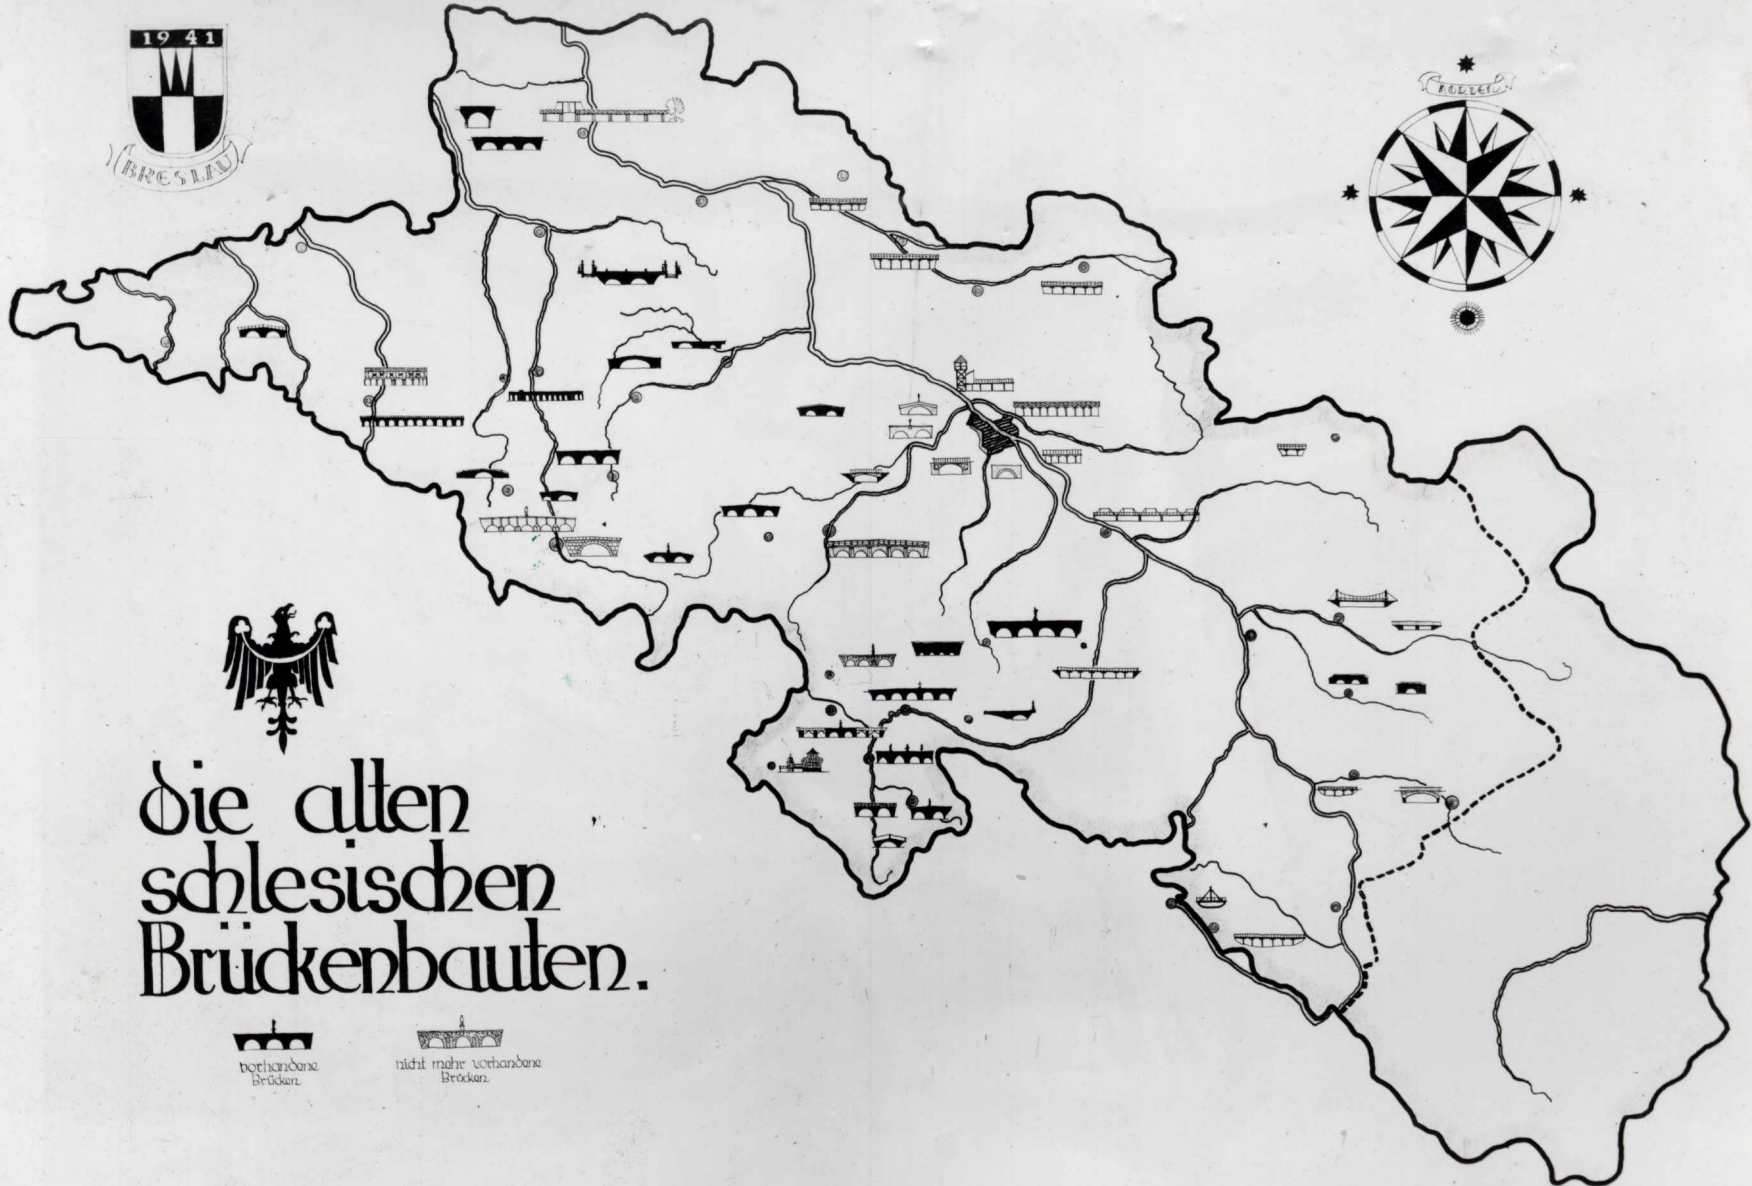 1941
BRESLAU
NORDEN
die alten
schlesischen
Brückenbauten.
vorhandene
Brücken
nicht mehr vorhandene
Brücken